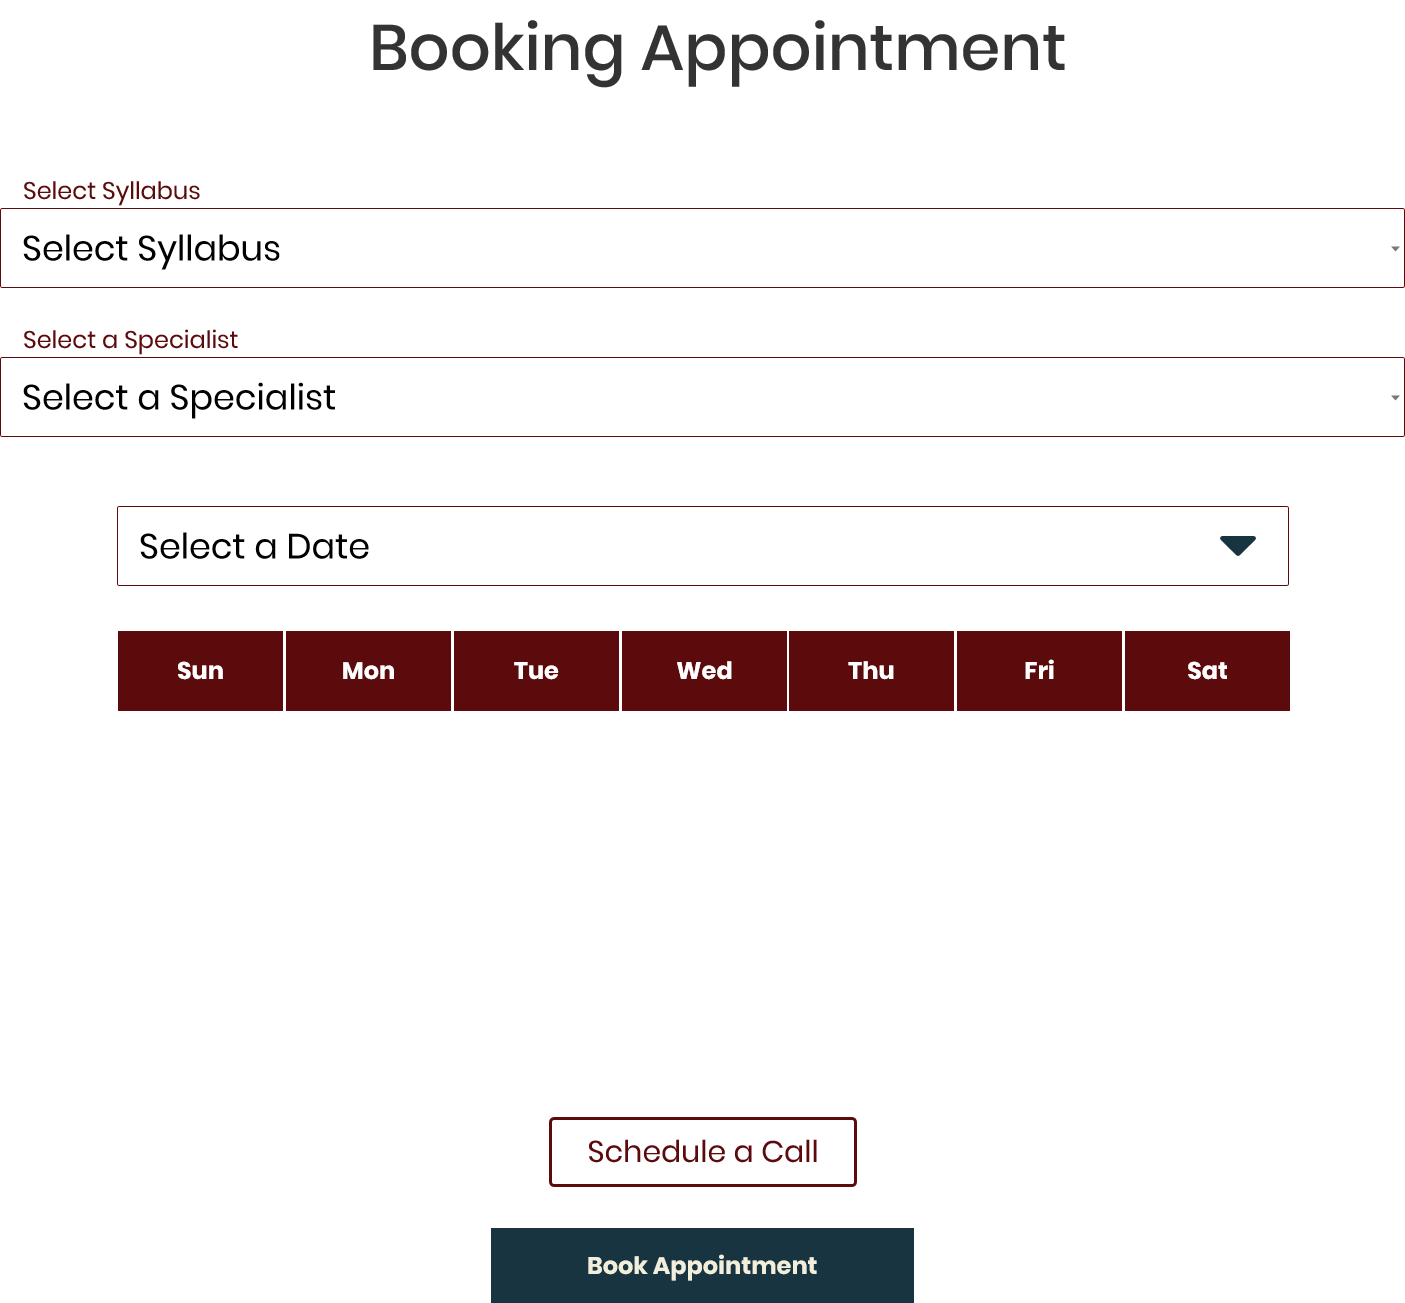 Booking Appointment
Select Syllabus
Select Syllabus
Select a Specialist
Select a Specialist
Select a Date
Sun Mon Tue Wed Thu Fri Sat
Schedule a Call
Book Appointment